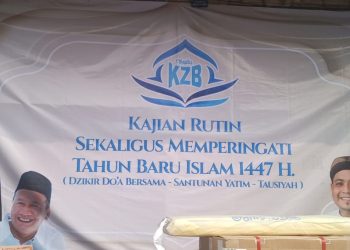 KZB
KAJIAN RUTIN
SEKALIGUS MEMPERINGATI
TAHUN BARU ISLAM 1447 H.
( DZIKIR DO'A BERSAMA - SANTUNAN YATIM - TAUSIYAH )